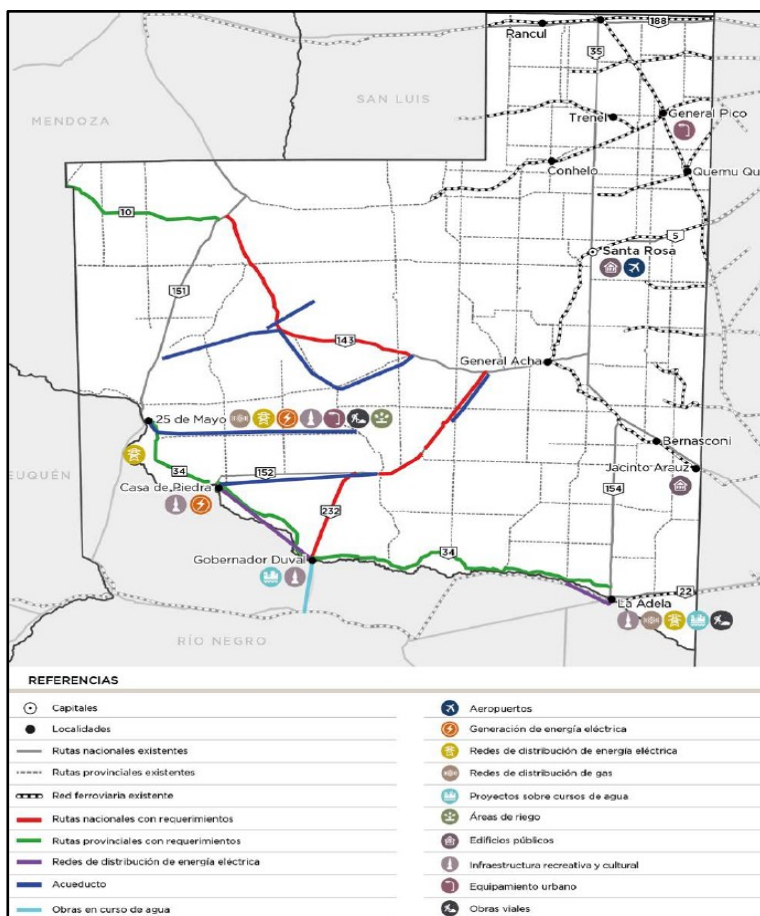 188
Rancul
35
SAN LUIS
MENDOZA
Trenel
General Pico
Conhelo
Quemu Qu
10
5
Santa Rosa
151
143
General Acha
25 de Mayo
Bernasconi
EUQUÉN
Jacinto Arauz
34
152
Casa de Piedra
154
232
34
Gobernador Duval
22
La Adela
RÍO NEGRO
REFERENCIAS
Capitales
Localidades
Rutas nacionales existentes
Rutas provinciales existentes
Red ferroviaria existente
Rutas nacionales con requerimientos
Rutas provinciales con requerimientos
Redes de distribución de energía eléctrica
Acueducto
Obras en curso de agua
Aeropuertos
Generación de energía eléctrica
Redes de distribución de energía eléctrica
Redes de distribución de gas
Proyectos sobre cursos de agua
Áreas de riego
Edificios públicos
Infraestructura recreativa y cultural
Equipamiento urbano
Obras viales